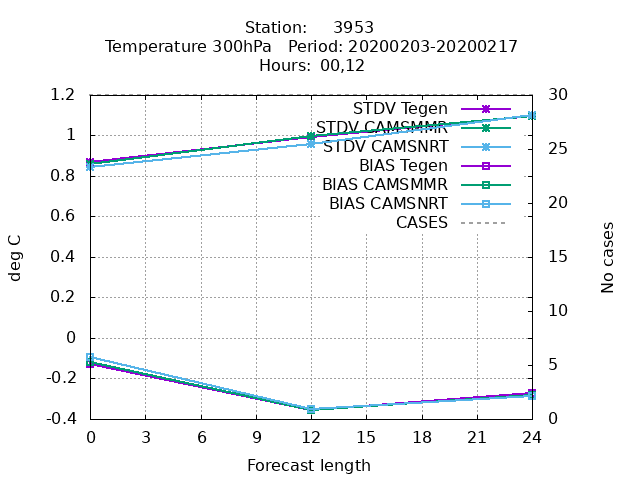 Station: 3953
Temperature 300hPa Period: 20200203-20200217
Hours: 00,12
1.2
1
0.8
0.6
0.4
0.2
0
-0.2
-0.4
deg C
STDV Tegen
STDV CAMSMMR
STDV CAMSNRT
BIAS Tegen
BIAS CAMSMMR
BIAS CAMSNRT
CASES
30
25
20
15
10
5
0
No cases
0 3 6 9 12 15 18 21 24
Forecast length